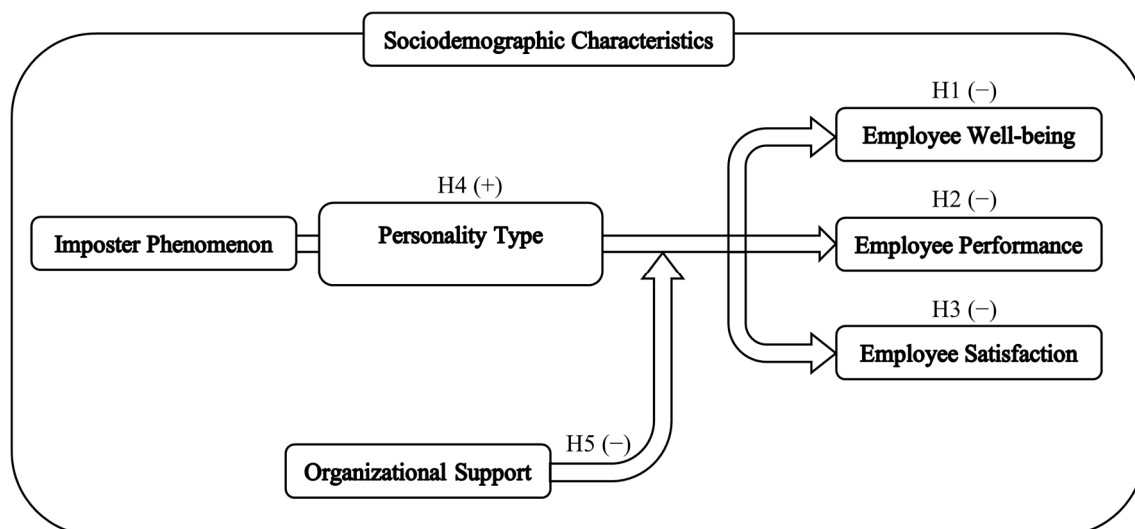 Sociodemographic Characteristics
H1 (−)
Employee Well-being
H4 (+)
H2 (−)
Imposter Phenomenon
Personality Type
Employee Performance
H3 (−)
Employee Satisfaction
H5 (−)
Organizational Support